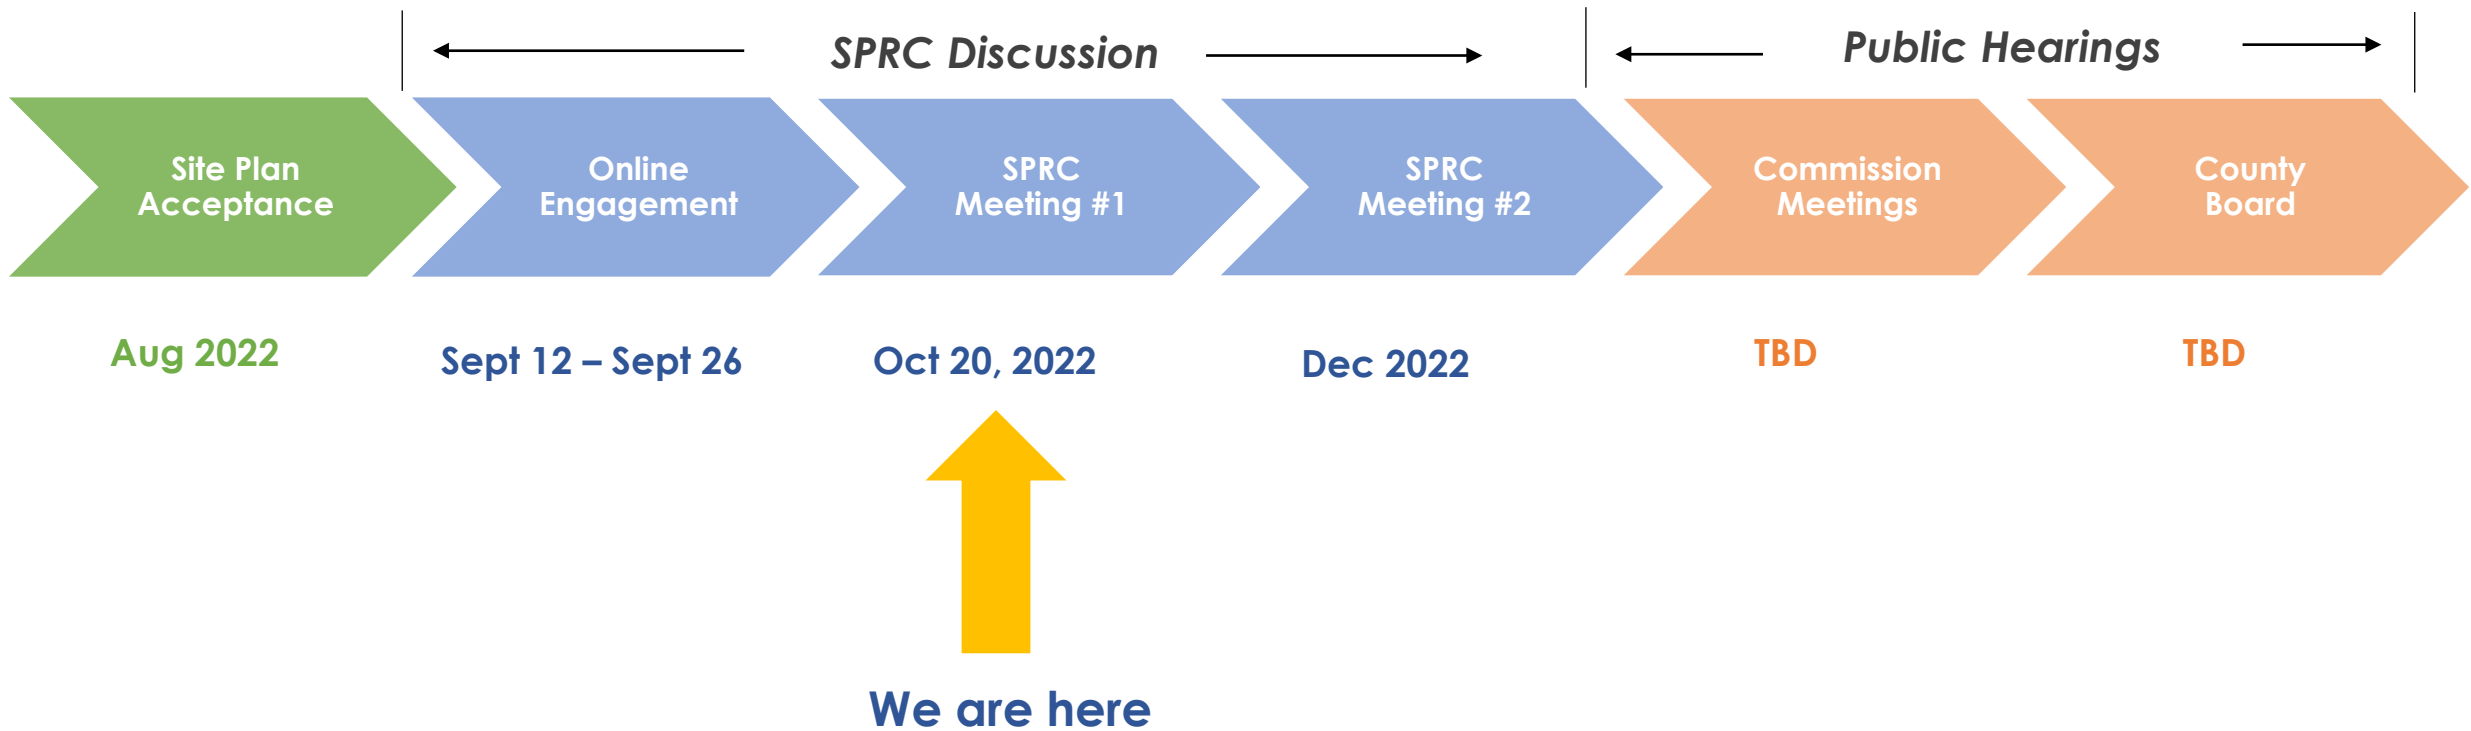 SPRC Discussion
Public Hearings
Site Plan
Acceptance
Online
Engagement
SPRC
Meeting #1
SPRC
Meeting #2
Commission
Meetings
County
Board
Aug 2022
Sept 12 – Sept 26
Oct 20, 2022
Dec 2022
TBD
TBD
We are here